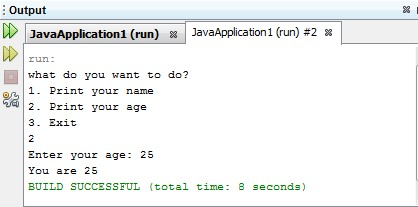 Output
JavaApplication1 (run) JavaApplication1 (run) #2
run:
what do you want to do?
1. Print your name
2. Print your age
3. Exit
2
Enter your age: 25
You are 25
BUILD SUCCESSFUL (total time: 8 seconds)